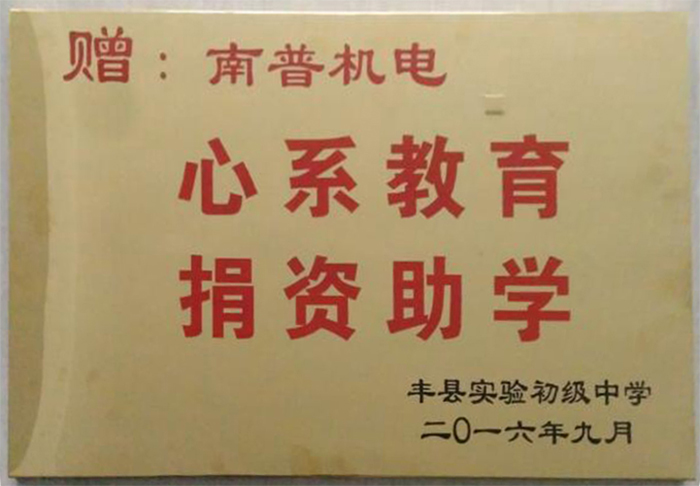 赠：南普机电
心系教育
捐资助学
丰县实验初级中学
二〇一六年九月